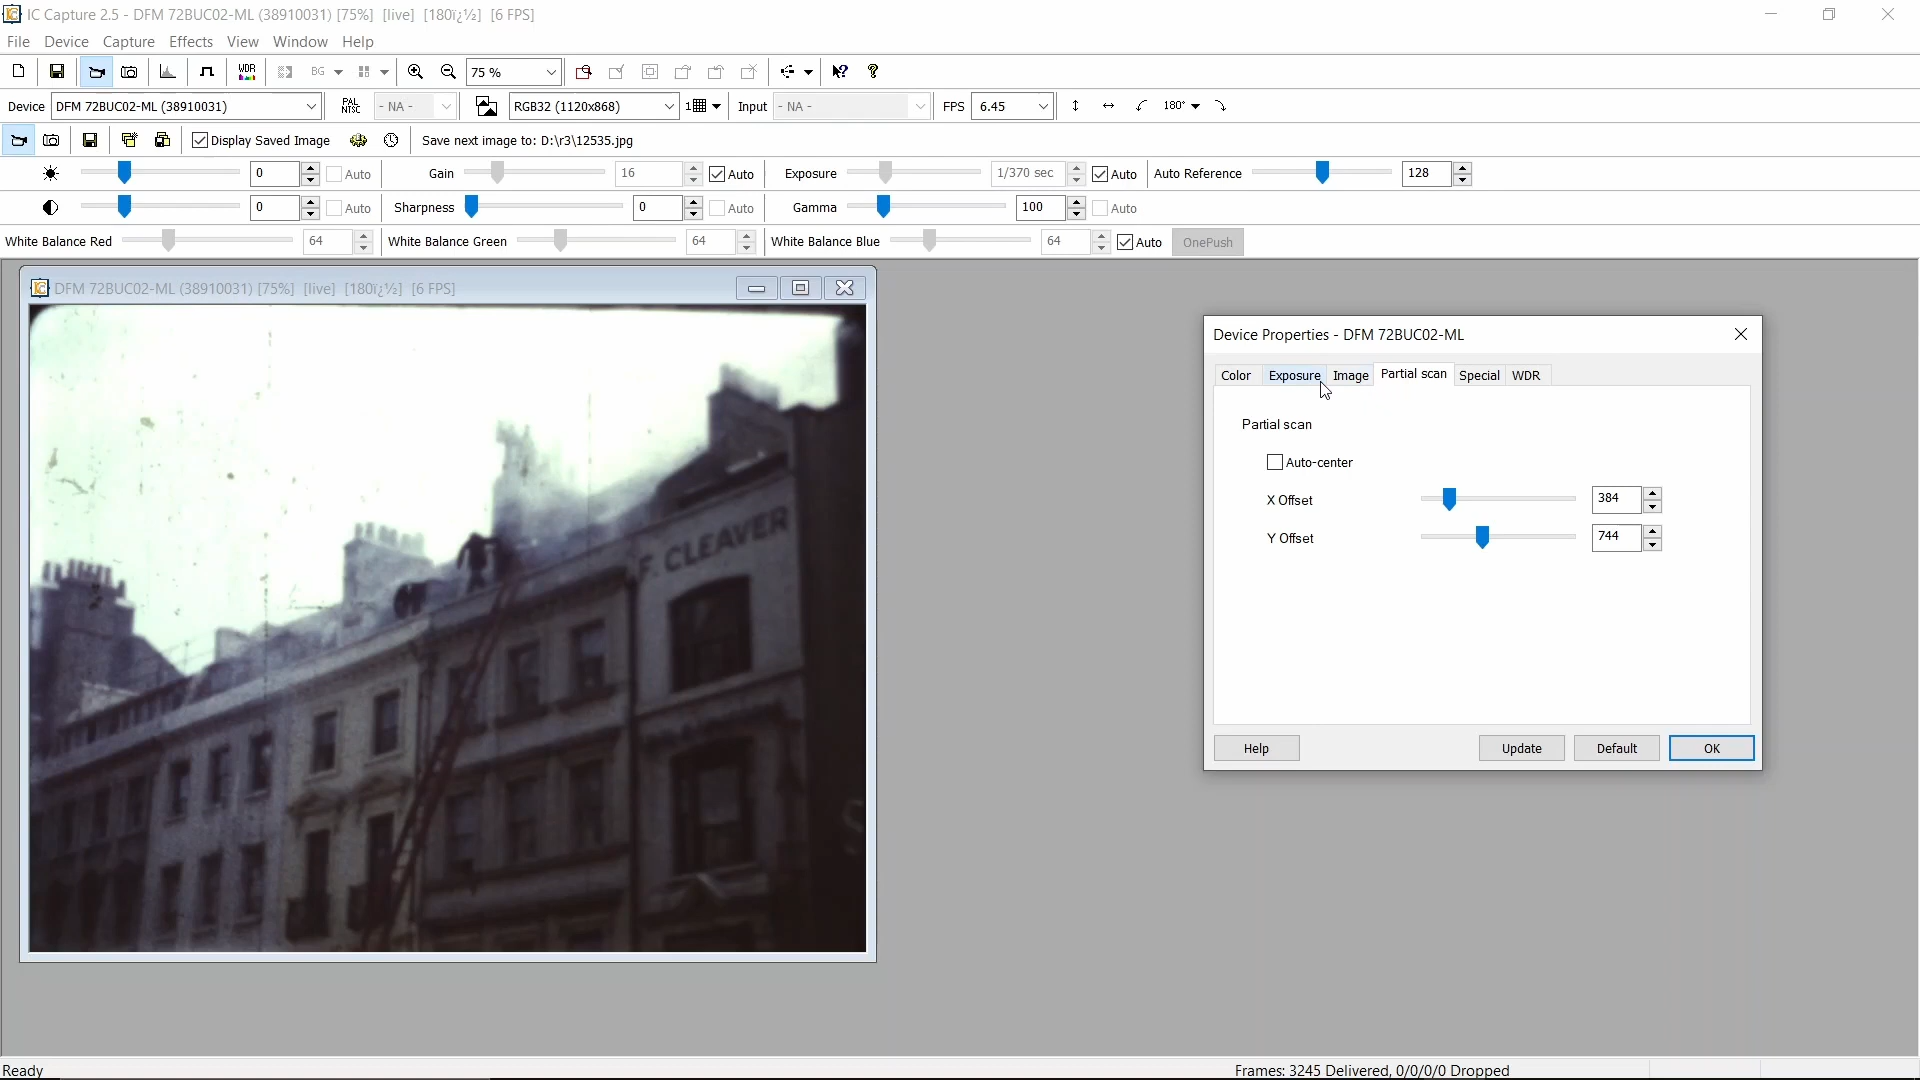 IC Capture 2.5 - DFM 72BUC02-ML (38910031) [75%] [live] [180ï¿½] [6 FPS]
File Device Capture Effects View Window Help
WDR BG 75 %
Device DFM 72BUC02-ML (38910031) PAL NTSC - NA - RGB32 (1120x868) 1 Input - NA - FPS 6.45 180°
Display Saved Image Save next image to: D:\r3\12535.jpg
0 Auto Gain 16 Auto Exposure 1/370 sec Auto Auto Reference 128
0 Auto Sharpness 0 Auto Gamma 100 Auto
White Balance Red 64 White Balance Green 64 White Balance Blue 64 Auto OnePush
DFM 72BUC02-ML (38910031) [75%] [live] [180ï¿½] [6 FPS]
F. CLEAVER
Device Properties - DFM 72BUC02-ML
Color Exposure Image Partial scan Special WDR
Partial scan
Auto-center
X Offset 384
Y Offset 744
Help Update Default OK
Ready Frames: 3245 Delivered, 0/0/0/0 Dropped